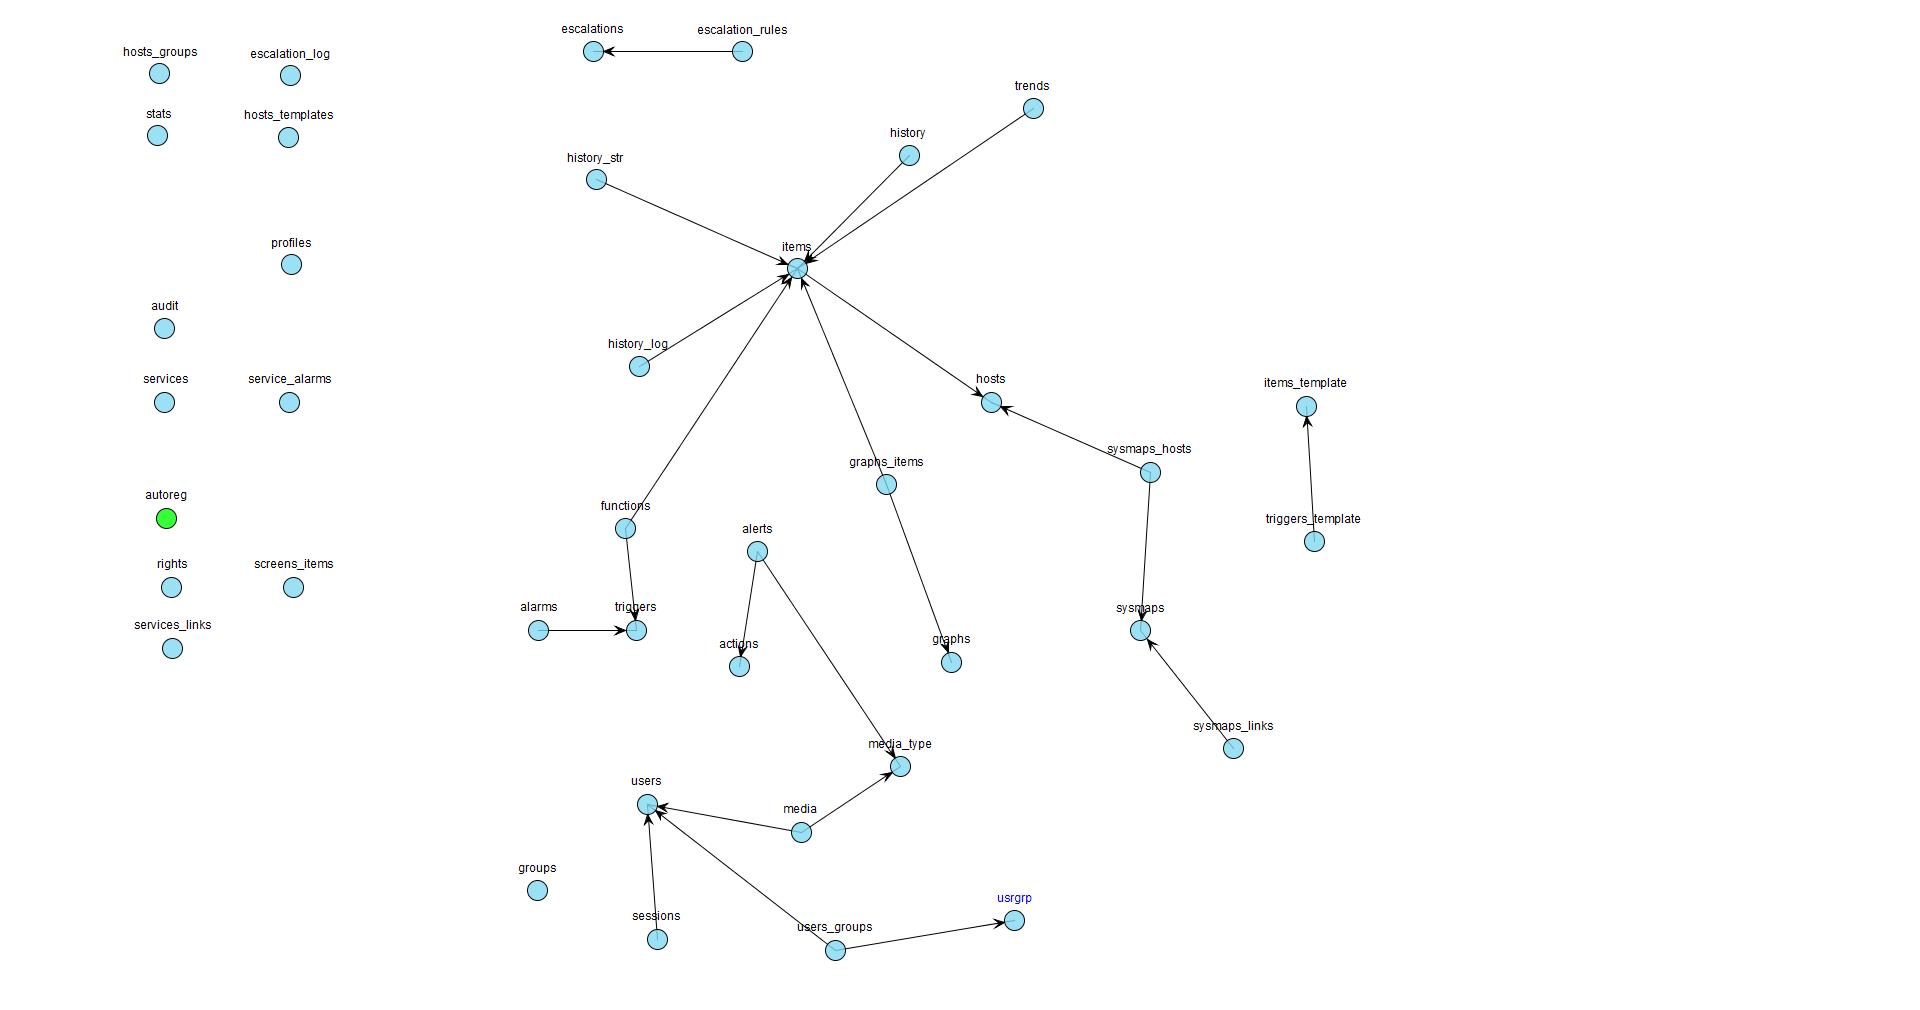 escalations
escalation_rules
hosts_groups
escalation_log
trends
stats
hosts_templates
history
history_str
profiles
items
audit
history_log
services
service_alarms
hosts
items_template
sysmaps_hosts
graphs_items
autoreg
functions
triggers_template
alerts
rights
screens_items
alarms
triggers
sysmaps
services_links
actions
graphs
sysmaps_links
media_type
users
media
groups
usrgrp
sessions
users_groups